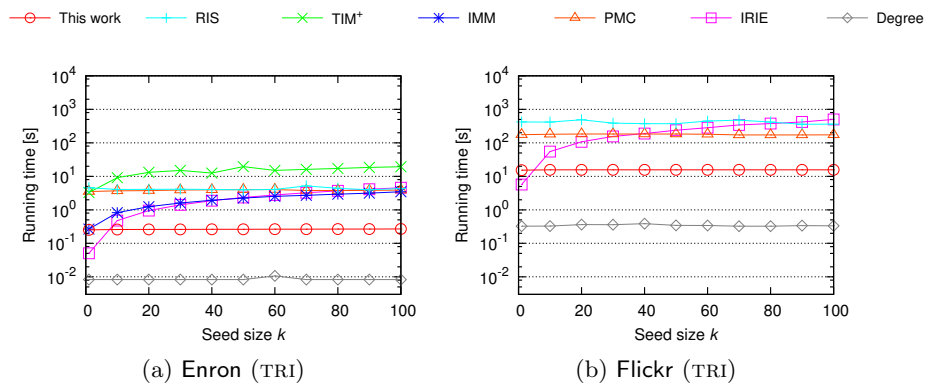 This work RIS TIM+ IMM PMC IRIE Degree
Running time [s]
10^4
10^3
10^2
10^1
10^0
10^-1
10^-2
0 20 40 60 80 100
Seed size k
(a) Enron (TRI)
Running time [s]
10^4
10^3
10^2
10^1
10^0
10^-1
10^-2
0 20 40 60 80 100
Seed size k
(b) Flickr (TRI)